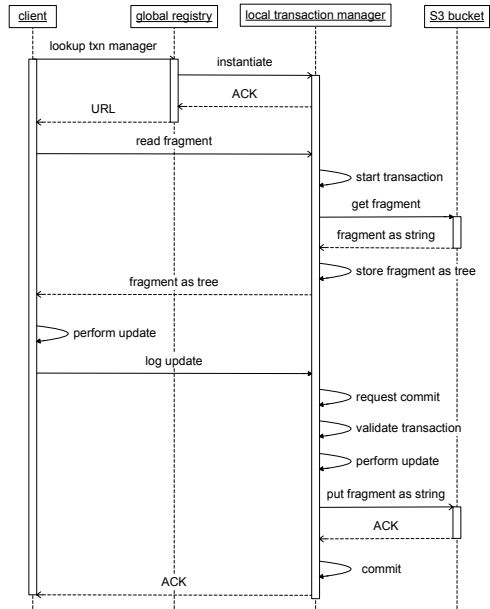 client
global registry
local transaction manager
S3 bucket
lookup txn manager
instantiate
ACK
URL
read fragment
start transaction
get fragment
fragment as string
store fragment as tree
fragment as tree
perform update
log update
request commit
validate transaction
perform update
put fragment as string
ACK
commit
ACK